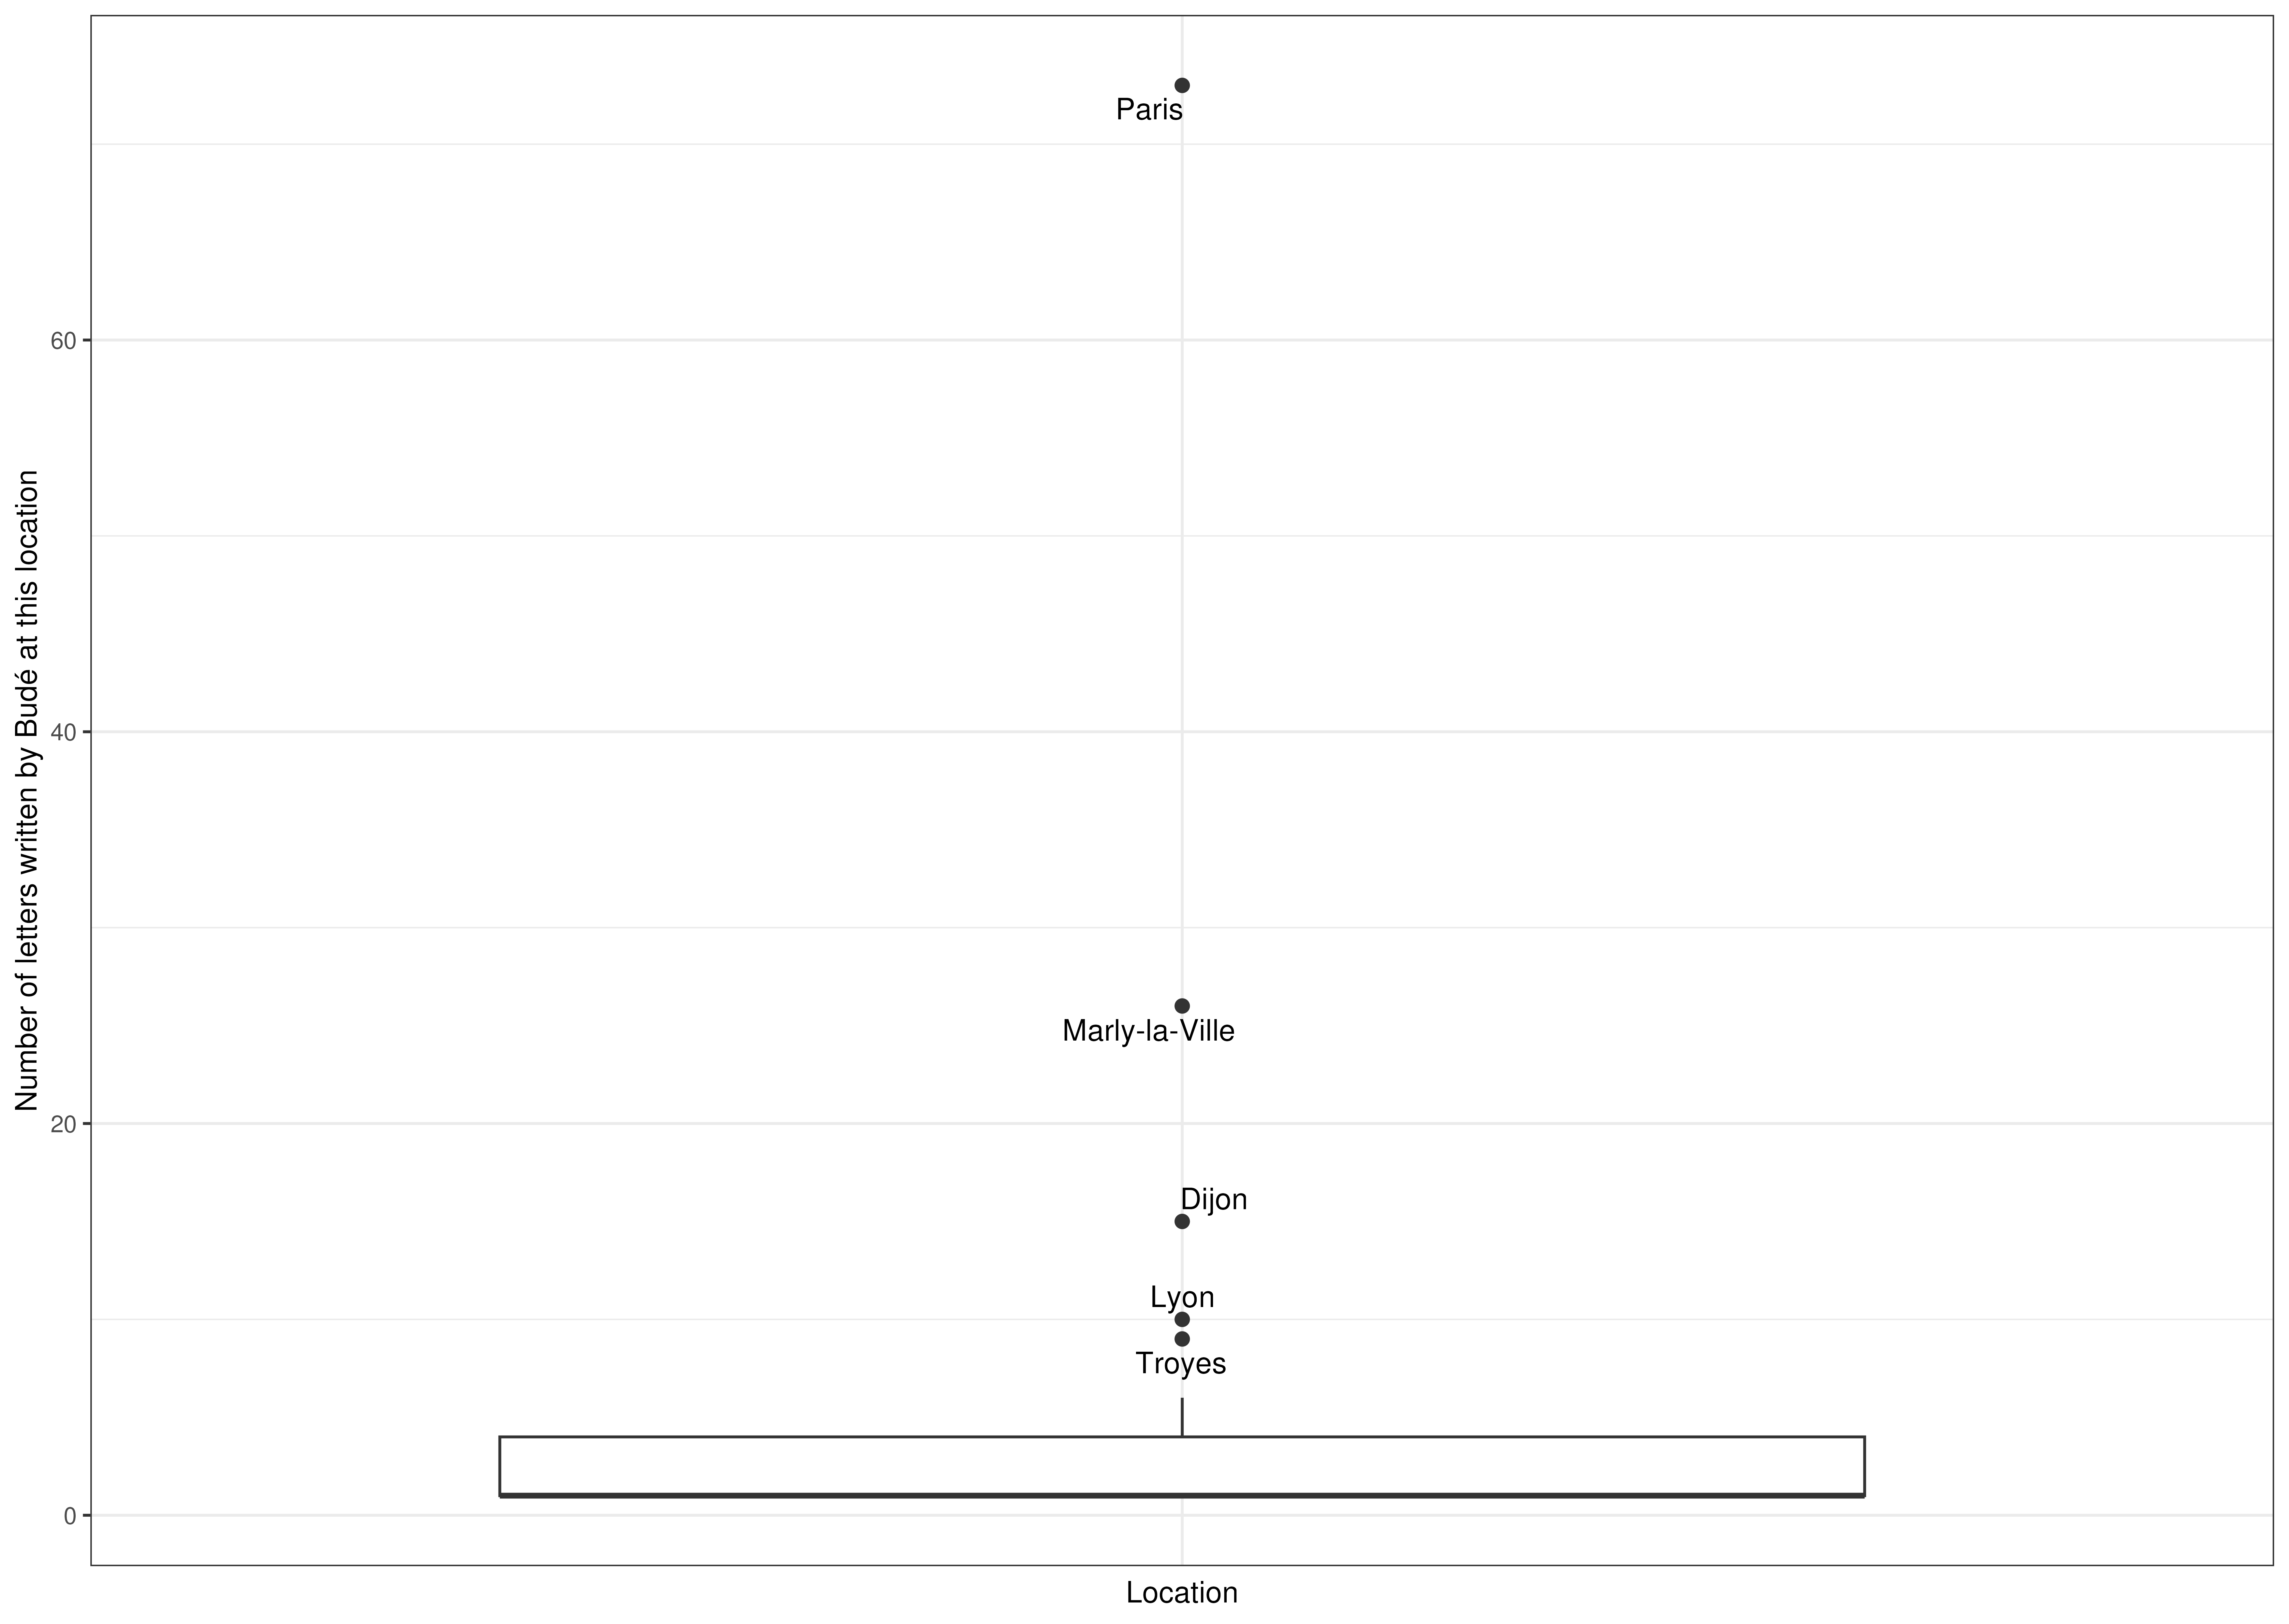 Number of letters written by Budé at this location
60
40
20
0
Paris
Marly-la-Ville
Dijon
Lyon
Troyes
Location